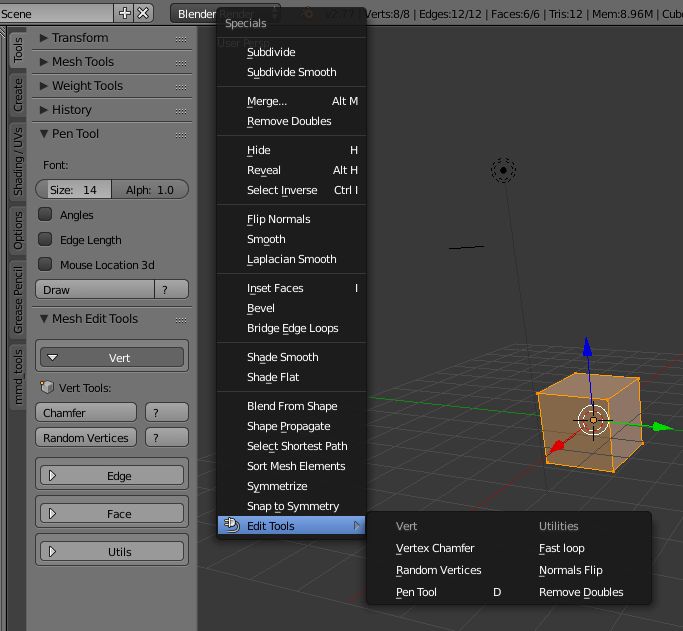 Scene
Blender Render
v2.77 | Verts:8/8 | Edges:12/12 | Faces:6/6 | Tris:12 | Mem:8.96M | Cube
Tools
Create
Shading / UVs
Options
Grease Pencil
mmd_tools
Transform
Mesh Tools
Weight Tools
History
Pen Tool
Font:
Size: 14
Alph: 1.0
Angles
Edge Length
Mouse Location 3d
Draw ?
Mesh Edit Tools
Vert
Vert Tools:
Chamfer ?
Random Vertices ?
Edge
Face
Utils
Specials
User Persp
Subdivide
Subdivide Smooth
Merge... Alt M
Remove Doubles
Hide H
Reveal Alt H
Select Inverse Ctrl I
Flip Normals
Smooth
Laplacian Smooth
Inset Faces I
Bevel
Bridge Edge Loops
Shade Smooth
Shade Flat
Blend From Shape
Shape Propagate
Select Shortest Path
Sort Mesh Elements
Symmetrize
Snap to Symmetry
Edit Tools
Vert
Vertex Chamfer
Random Vertices
Pen Tool D
Utilities
Fast loop
Normals Flip
Remove Doubles